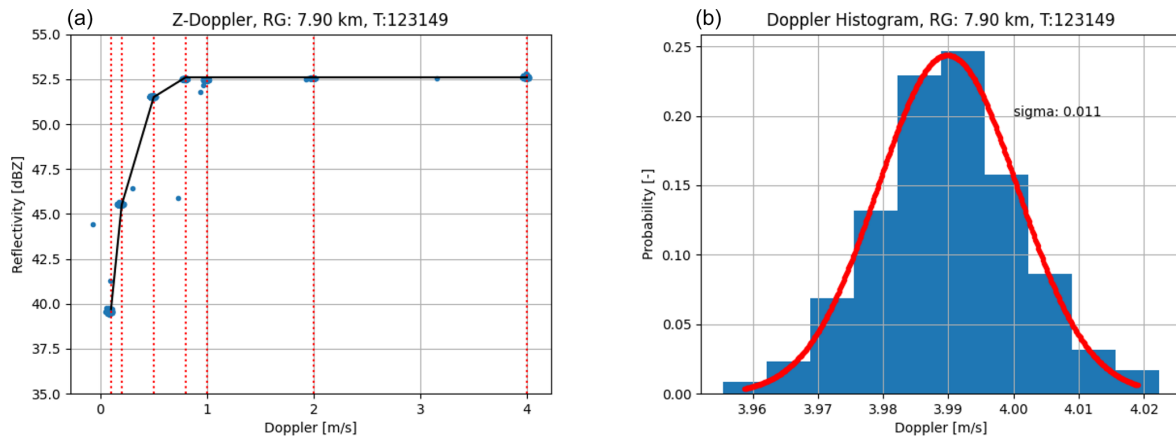 (a)
Z-Doppler, RG: 7.90 km, T:123149
55.0
52.5
50.0
47.5
45.0
42.5
40.0
37.5
35.0
Reflectivity [dBZ]
0 1 2 3 4
Doppler [m/s]
(b)
Doppler Histogram, RG: 7.90 km, T:123149
0.25
0.20
0.15
0.10
0.05
0.00
Probability [-]
sigma: 0.011
3.96 3.97 3.98 3.99 4.00 4.01 4.02
Doppler [m/s]